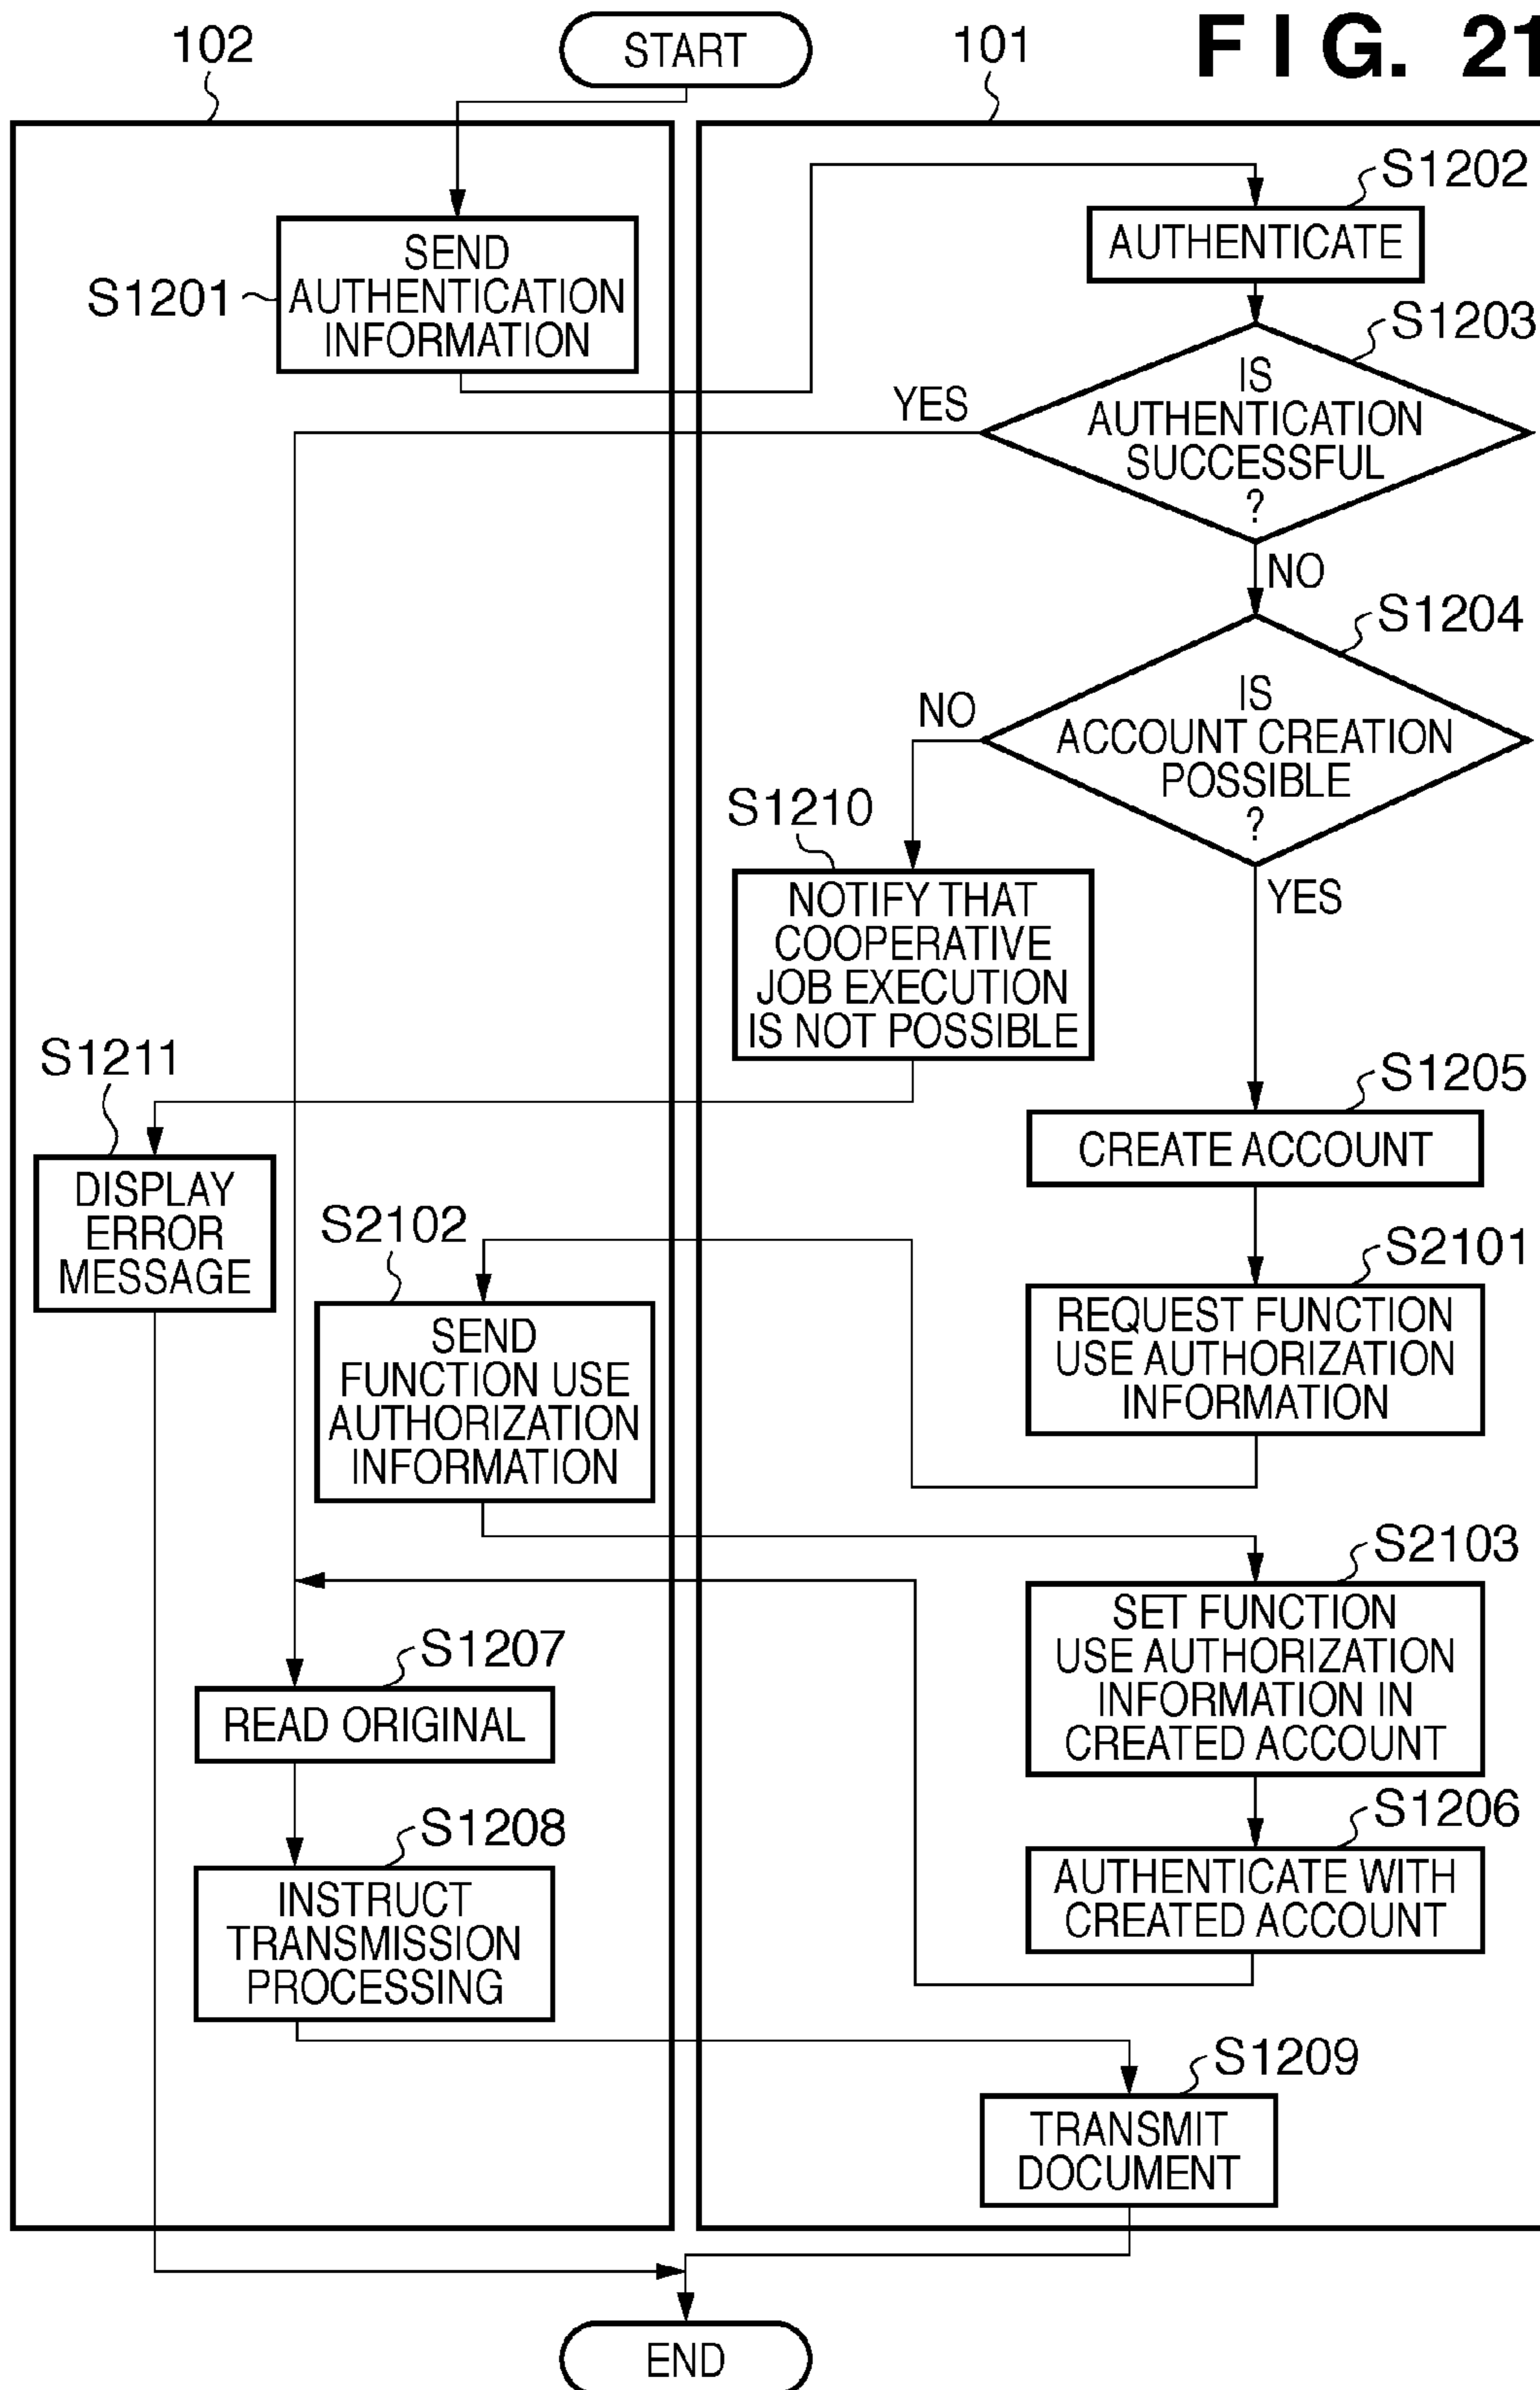 102
START
101
FIG. 21
S1202
AUTHENTICATE
SEND
AUTHENTICATION
INFORMATION
S1201
S1203
IS
AUTHENTICATION
SUCCESSFUL
?
YES
NO
S1204
IS
ACCOUNT CREATION
POSSIBLE
?
NO
YES
S1210
NOTIFY THAT
COOPERATIVE
JOB EXECUTION
IS NOT POSSIBLE
S1211
DISPLAY
ERROR
MESSAGE
S1205
CREATE ACCOUNT
S2101
REQUEST FUNCTION
USE AUTHORIZATION
INFORMATION
S2102
SEND
FUNCTION USE
AUTHORIZATION
INFORMATION
S2103
SET FUNCTION
USE AUTHORIZATION
INFORMATION IN
CREATED ACCOUNT
S1206
AUTHENTICATE WITH
CREATED ACCOUNT
S1207
READ ORIGINAL
S1208
INSTRUCT
TRANSMISSION
PROCESSING
S1209
TRANSMIT
DOCUMENT
END